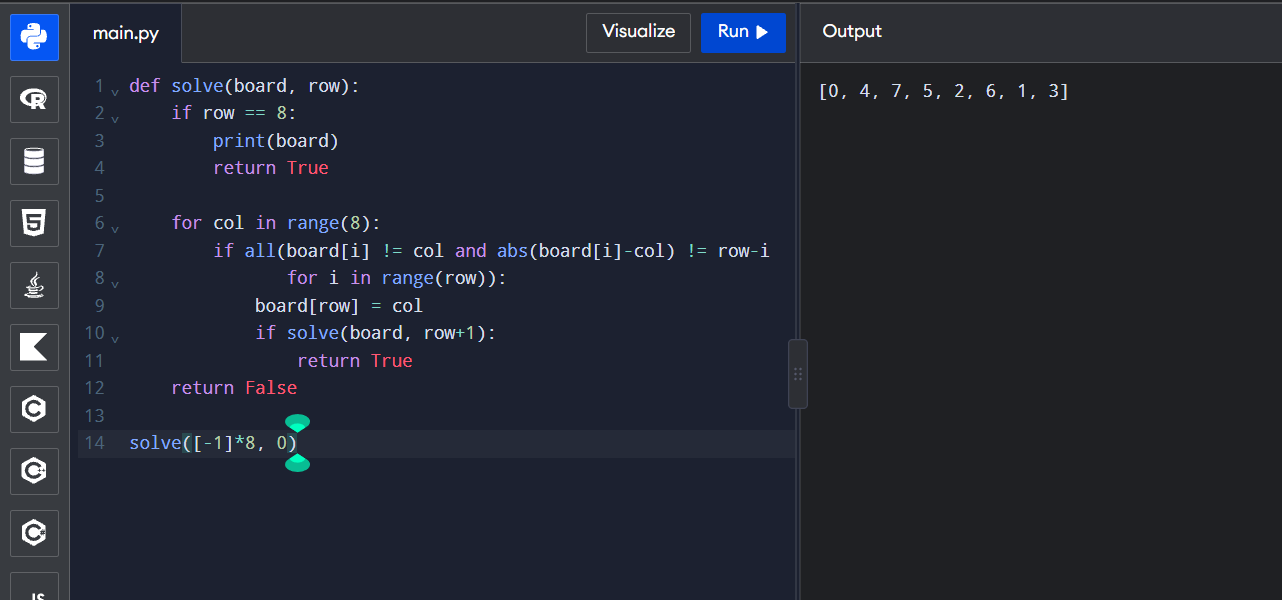 main.py
Visualize
Run
Output
1 def solve(board, row):
2     if row == 8:
3         print(board)
4         return True
5
6     for col in range(8):
7         if all(board[i] != col and abs(board[i]-col) != row-i
8                for i in range(row)):
9             board[row] = col
10             if solve(board, row+1):
11                 return True
12     return False
13
14 solve([-1]*8, 0)
[0, 4, 7, 5, 2, 6, 1, 3]
R
5
C
C
C
JS